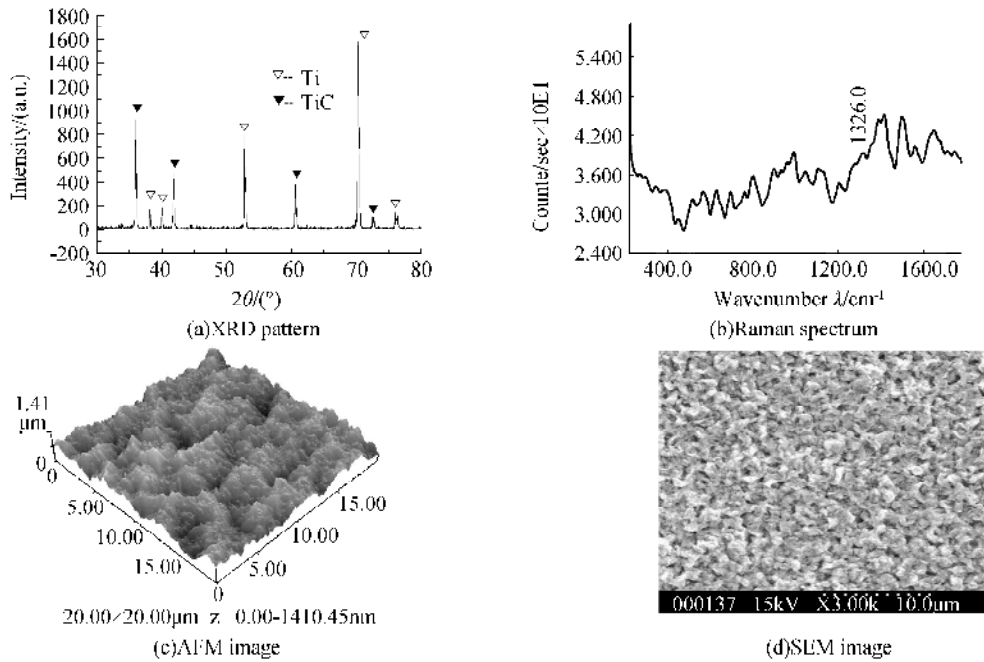 1800
1600
1400
1200
1000
800
600
400
200
0
-200
Intensity/(a.u.)
▽-- Ti
▼-- TiC
30 40 50 60 70 80
2θ/(°)
(a)XRD pattern
5.400
4.800
4.200
3.600
3.000
2.400
Counte/sec×10E1
1326.0
400.0 800.0 1200.0 1600.0
Wavenumber λ/cm-1
(b)Raman spectrum
1.41
μm
0
0
5.00
10.00
15.00
0
5.00
10.00
15.00
20.00×20.00μm z 0.00-1410.45nm
(c)AFM image
000137 15kV X3.00k 10.0μm
(d)SEM image